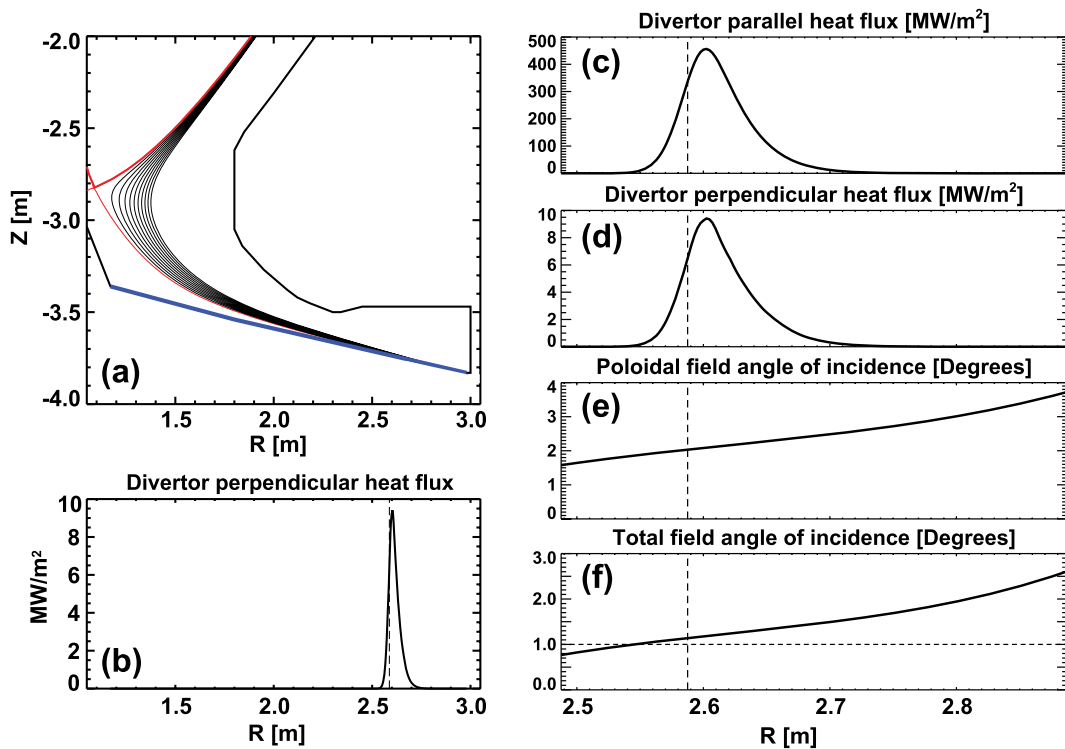 -2.0
-2.5
-3.0
-3.5
-4.0
Z [m]
(a)
1.5 2.0 2.5 3.0
R [m]
Divertor perpendicular heat flux
10
8
6
4
2
0
MW/m²
(b)
1.5 2.0 2.5 3.0
R [m]
Divertor parallel heat flux [MW/m²]
500
400
300
200
100
0
(c)
Divertor perpendicular heat flux [MW/m²]
10
8
6
4
2
0
(d)
Poloidal field angle of incidence [Degrees]
4
3
2
1
0
(e)
Total field angle of incidence [Degrees]
3.0
2.0
1.0
0.0
(f)
2.5 2.6 2.7 2.8
R [m]